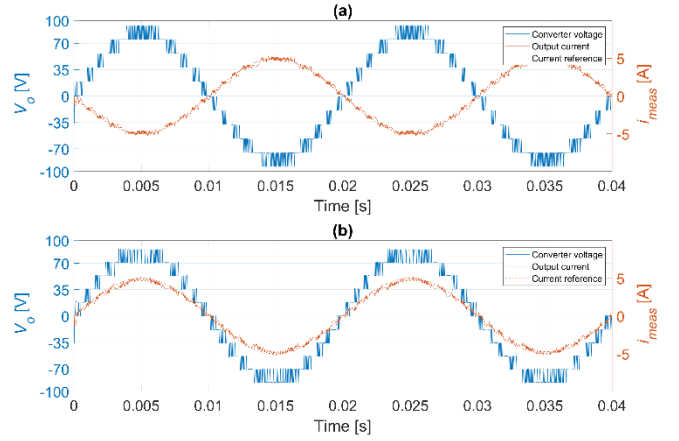 (a)
100
70
35
0
-35
-70
-100
V_o [V]
Converter voltage
Output current
Current reference
5
0
-5
i_meas [A]
0
0.005
0.01
0.015
0.02
0.025
0.03
0.035
0.04
Time [s]
(b)
100
70
35
0
-35
-70
-100
V_o [V]
Converter voltage
Output current
Current reference
5
0
-5
i_meas [A]
0
0.005
0.01
0.015
0.02
0.025
0.03
0.035
0.04
Time [s]